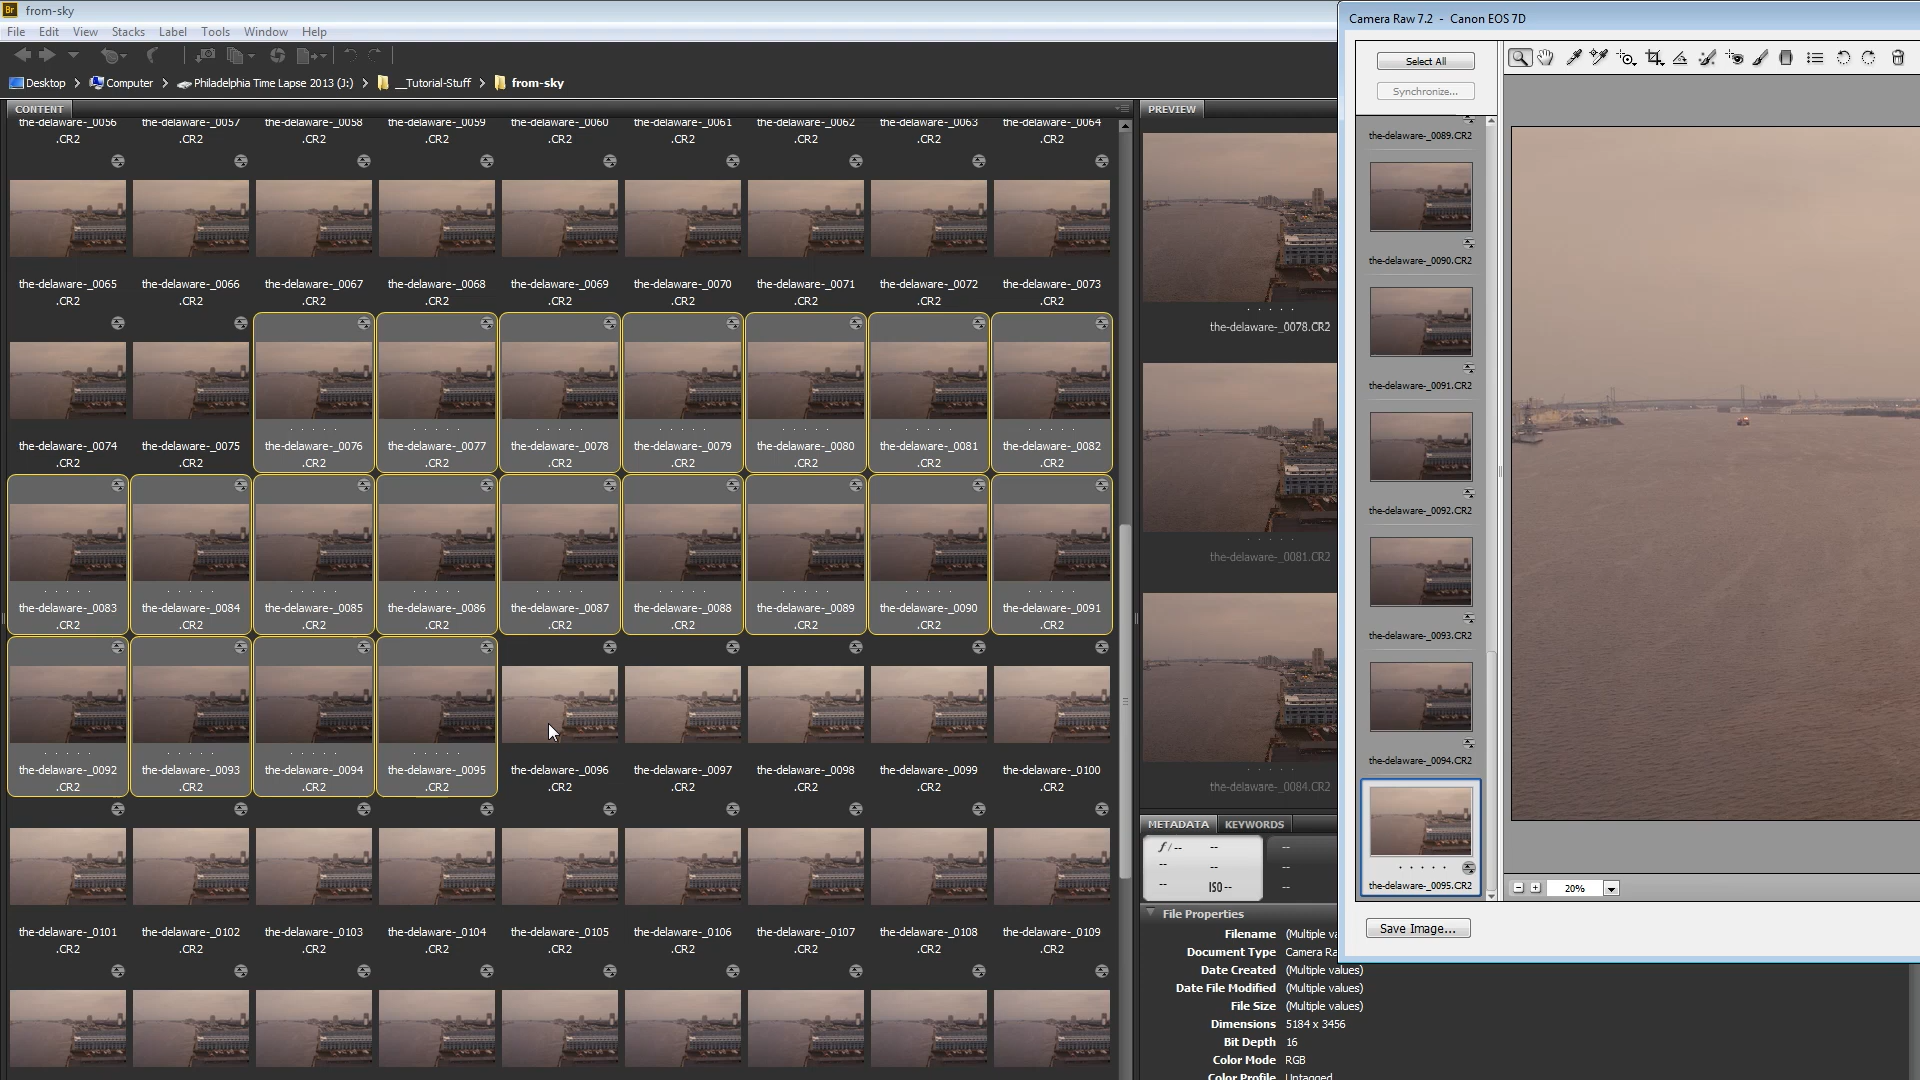 Br from-sky
File Edit View Stacks Label Tools Window Help
Desktop Computer Philadelphia Time Lapse 2013 (J:) __Tutorial-Stuff from-sky
CONTENT
the-delaware-_0056 the-delaware-_0057 the-delaware-_0058 the-delaware-_0059 the-delaware-_0060 the-delaware-_0061 the-delaware-_0062 the-delaware-_0063 the-delaware-_0064
.CR2 .CR2 .CR2 .CR2 .CR2 .CR2 .CR2 .CR2 .CR2
the-delaware-_0065 the-delaware-_0066 the-delaware-_0067 the-delaware-_0068 the-delaware-_0069 the-delaware-_0070 the-delaware-_0071 the-delaware-_0072 the-delaware-_0073
.CR2 .CR2 .CR2 .CR2 .CR2 .CR2 .CR2 .CR2 .CR2
the-delaware-_0074 the-delaware-_0075 the-delaware-_0076 the-delaware-_0077 the-delaware-_0078 the-delaware-_0079 the-delaware-_0080 the-delaware-_0081 the-delaware-_0082
.CR2 .CR2 .CR2 .CR2 .CR2 .CR2 .CR2 .CR2 .CR2
the-delaware-_0083 the-delaware-_0084 the-delaware-_0085 the-delaware-_0086 the-delaware-_0087 the-delaware-_0088 the-delaware-_0089 the-delaware-_0090 the-delaware-_0091
.CR2 .CR2 .CR2 .CR2 .CR2 .CR2 .CR2 .CR2 .CR2
the-delaware-_0092 the-delaware-_0093 the-delaware-_0094 the-delaware-_0095 the-delaware-_0096 the-delaware-_0097 the-delaware-_0098 the-delaware-_0099 the-delaware-_0100
.CR2 .CR2 .CR2 .CR2 .CR2 .CR2 .CR2 .CR2 .CR2
the-delaware-_0101 the-delaware-_0102 the-delaware-_0103 the-delaware-_0104 the-delaware-_0105 the-delaware-_0106 the-delaware-_0107 the-delaware-_0108 the-delaware-_0109
.CR2 .CR2 .CR2 .CR2 .CR2 .CR2 .CR2 .CR2 .CR2
PREVIEW
the-delaware-_0078.CR2
the-delaware-_0081.CR2
the-delaware-_0084.CR2
METADATA KEYWORDS
ƒ/-- -- --
-- -- --
-- ISO-- --
File Properties
Filename (Multiple va
Document Type Camera Ra
Date Created (Multiple values)
Date File Modified (Multiple values)
File Size (Multiple values)
Dimensions 5184 x 3456
Bit Depth 16
Color Mode RGB
Color Profile Untagged
Camera Raw 7.2 - Canon EOS 7D
Select All
Synchronize...
the-delaware-_0089.CR2
the-delaware-_0090.CR2
the-delaware-_0091.CR2
the-delaware-_0092.CR2
the-delaware-_0093.CR2
the-delaware-_0094.CR2
the-delaware-_0095.CR2
20%
Save Image...